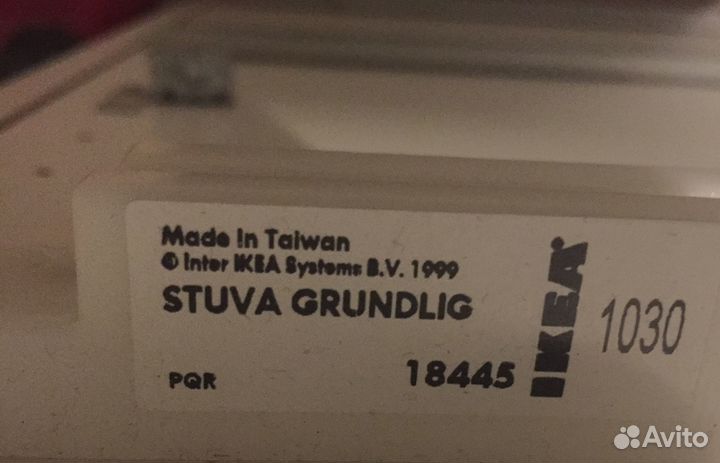 Made In Taiwan
© Inter IKEA Systems B.V. 1999
STUVA GRUNDLIG
PQR 18445
IKEA®
1030
Avito